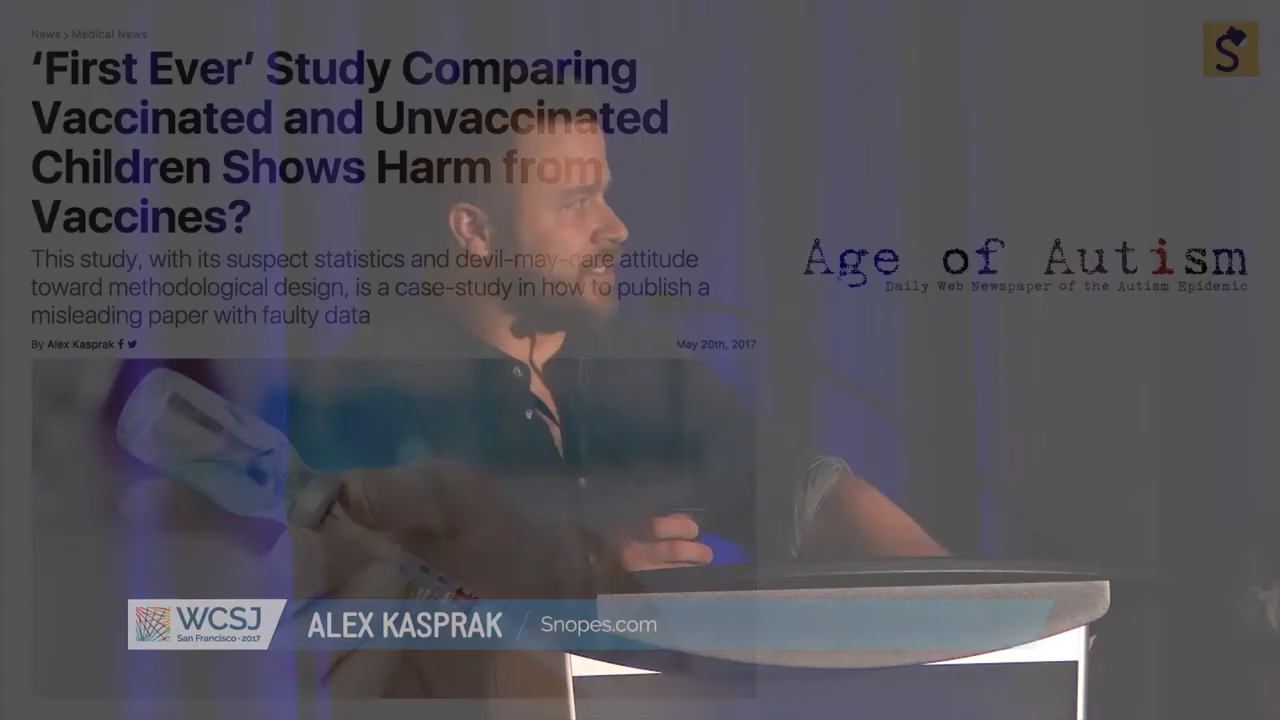 News › Medical News
S
‘First Ever’ Study Comparing
Vaccinated and Unvaccinated
Children Shows Harm from
Vaccines?
This study, with its suspect statistics and devil-may-care attitude
toward methodological design, is a case-study in how to publish a
misleading paper with faulty data
By Alex Kasprak
May 20th, 2017
Age of Autism
Daily Web Newspaper of the Autism Epidemic
WCSJ
San Francisco · 2017
ALEX KASPRAK / Snopes.com